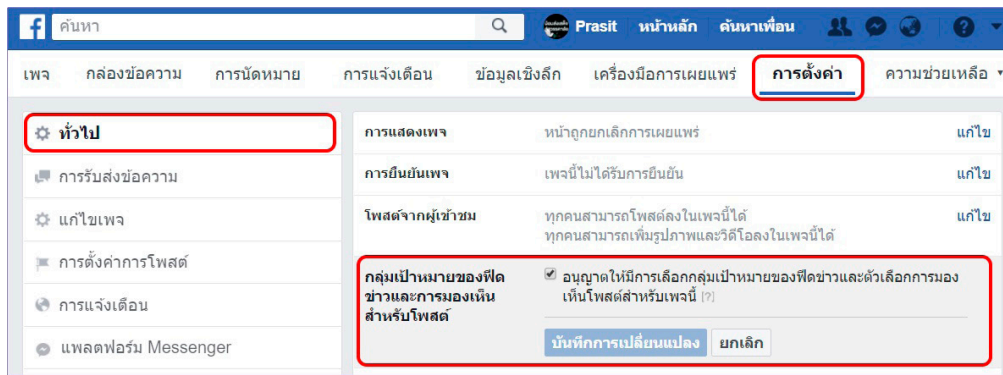 f ค้นหา Prasit หน้าหลัก ค้นหาเพื่อน ?
เพจ กล่องข้อความ การนัดหมาย การแจ้งเตือน ข้อมูลเชิงลึก เครื่องมือการเผยแพร่ การตั้งค่า ความช่วยเหลือ
ทั่วไป
การรับส่งข้อความ
แก้ไขเพจ
การตั้งค่าการโพสต์
การแจ้งเตือน
แพลตฟอร์ม Messenger
การแสดงเพจ หน้าถูกยกเลิกการเผยแพร่ แก้ไข
การยืนยันเพจ เพจนี้ไม่ได้รับการยืนยัน แก้ไข
โพสต์จากผู้เข้าชม ทุกคนสามารถโพสต์ลงในเพจนี้ได้ แก้ไข
ทุกคนสามารถเพิ่มรูปภาพและวิดีโอลงในเพจนี้ได้
กลุ่มเป้าหมายของฟีด
ข่าวและการมองเห็น
สำหรับโพสต์
อนุญาตให้มีการเลือกกลุ่มเป้าหมายของฟีดข่าวและตัวเลือกการมอง
เห็นโพสต์สำหรับเพจนี้ [?]
บันทึกการเปลี่ยนแปลง ยกเลิก